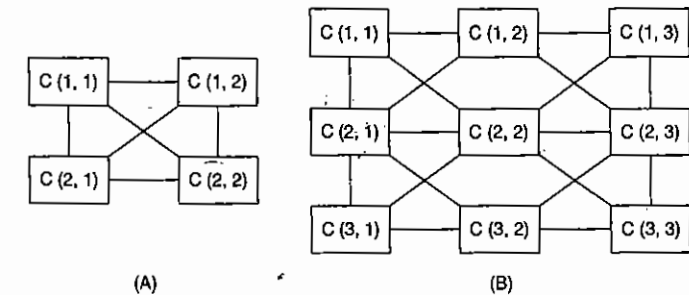 C (1, 1) C (1, 2)
C (2, 1) C (2, 2)
(A)
C (1, 1) C (1, 2) C (1, 3)
C (2, 1) C (2, 2) C (2, 3)
C (3, 1) C (3, 2) C (3, 3)
(B)